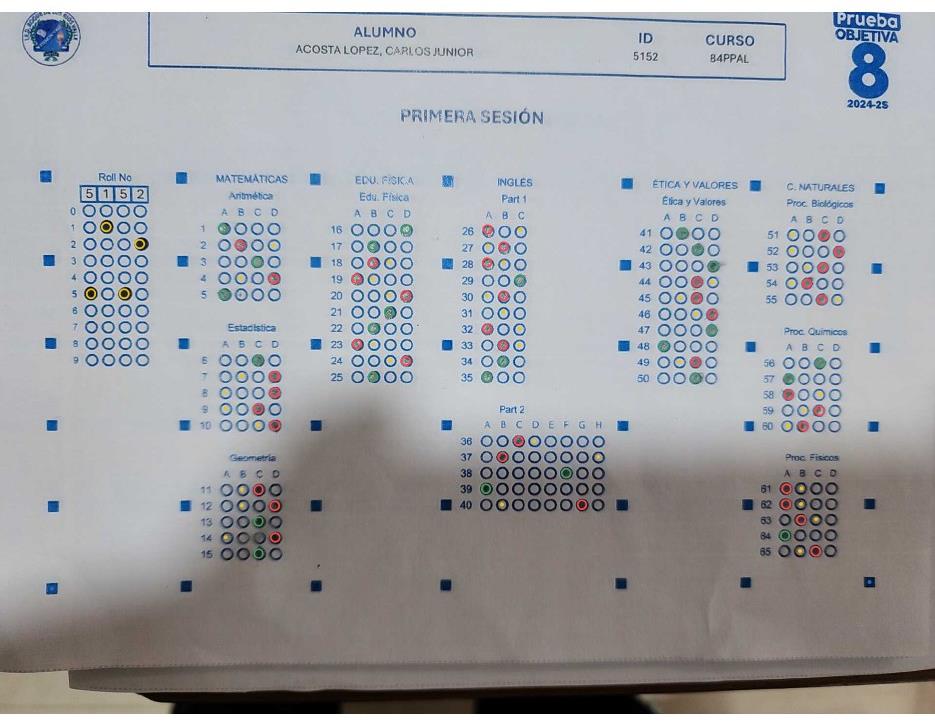 ALUMNO
ACOSTA LOPEZ, CARLOS JUNIOR
ID
5152
CURSO
84PPAL
Prueba
OBJETIVA
8
2024-2S
PRIMERA SESIÓN
Roll No
5 1 5 2
0
1
2
3
4
5
6
7
8
9
MATEMÁTICAS
Aritmética
A B C D
1
2
3
4
5
Estadística
A B C D
6
7
8
9
10
Geometría
A B C D
11
12
13
14
15
EDU. FÍSICA
Edu. Física
A B C D
16
17
18
19
20
21
22
23
24
25
INGLÉS
Part 1
A B C
26
27
28
29
30
31
32
33
34
35
Part 2
A B C D E F G H
36
37
38
39
40
ÉTICA Y VALORES
Ética y Valores
A B C D
41
42
43
44
45
46
47
48
49
50
C. NATURALES
Proc. Biológicos
A B C D
51
52
53
54
55
Proc. Químicos
A B C D
56
57
58
59
60
Proc. Físicos
A B C D
61
62
63
64
65